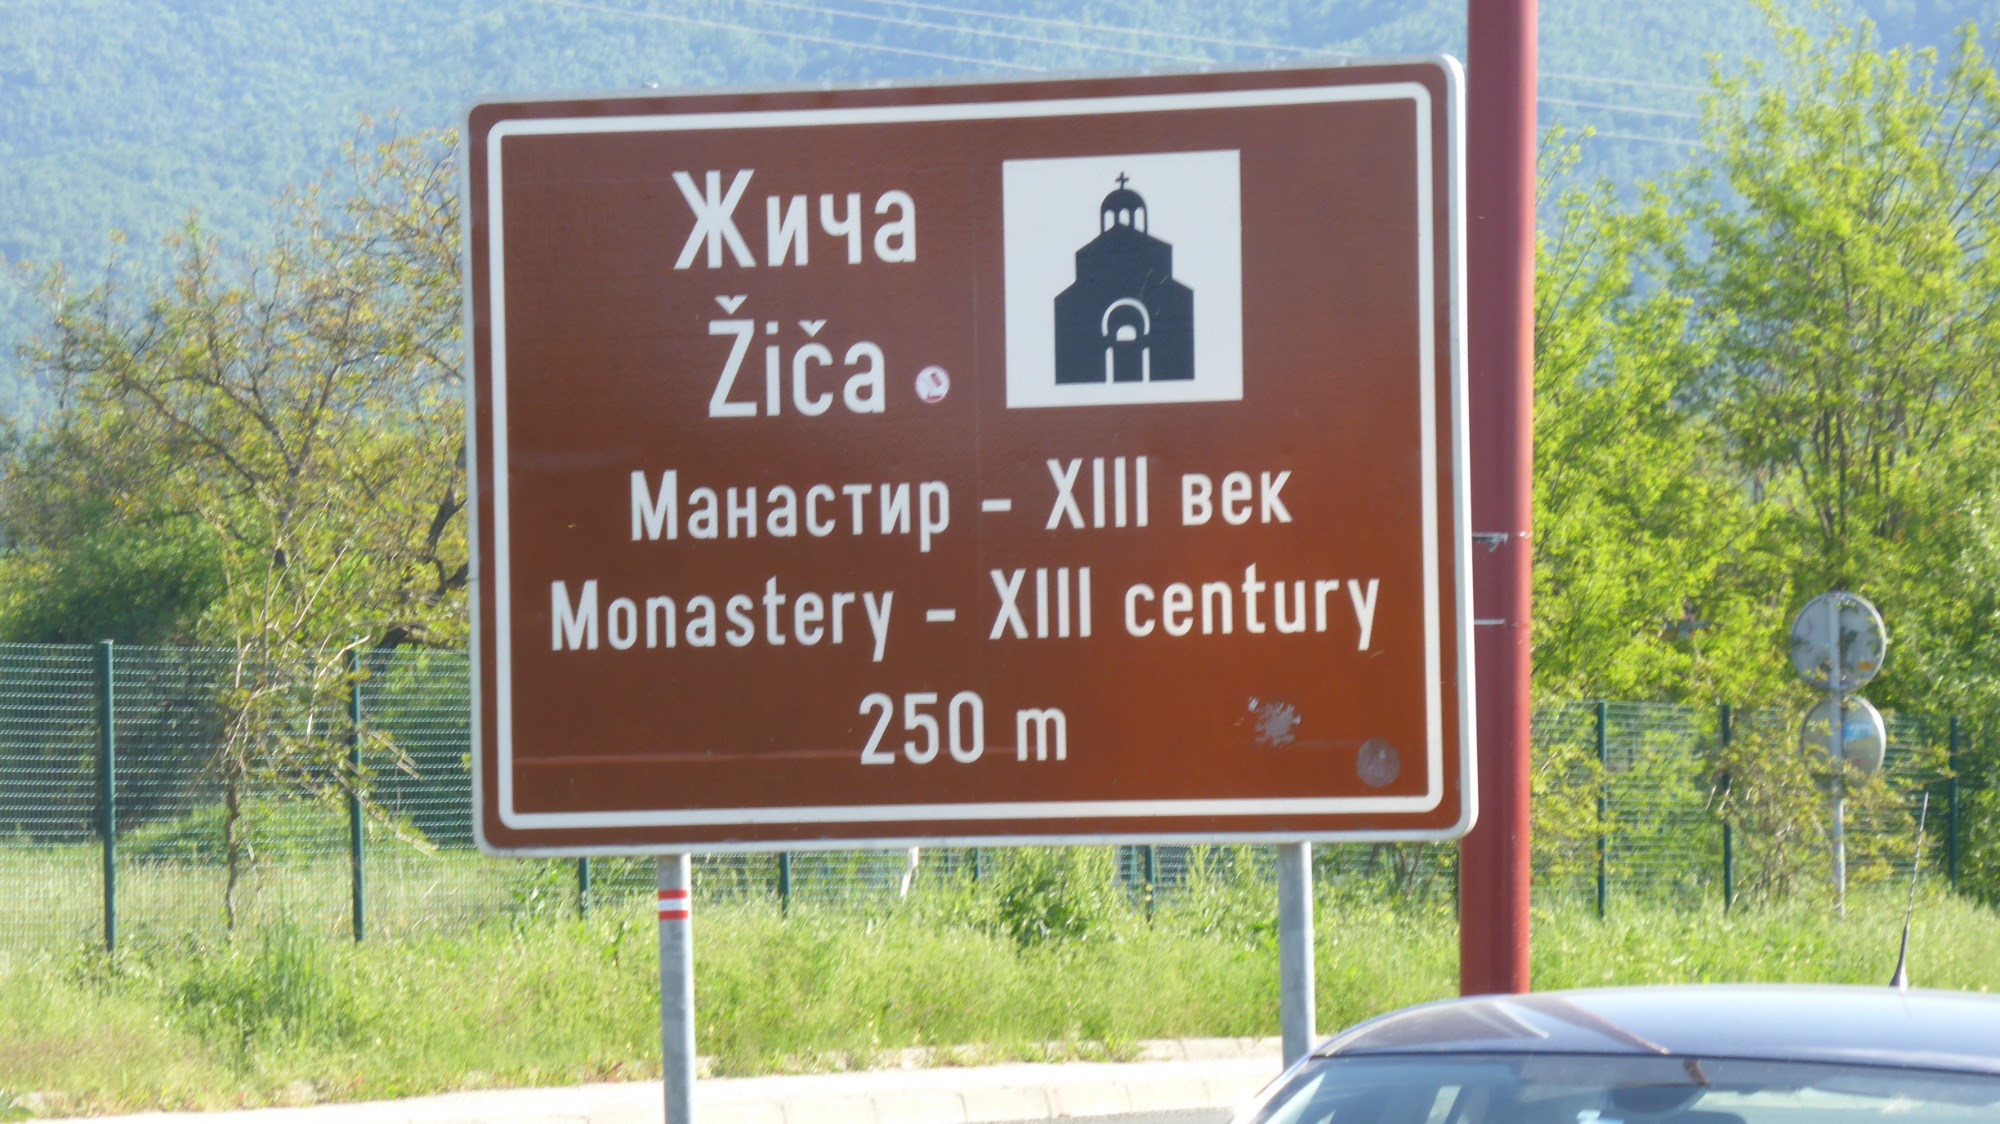 Жича
Žiča
Манастир - XIII век
Monastery - XIII century
250 m